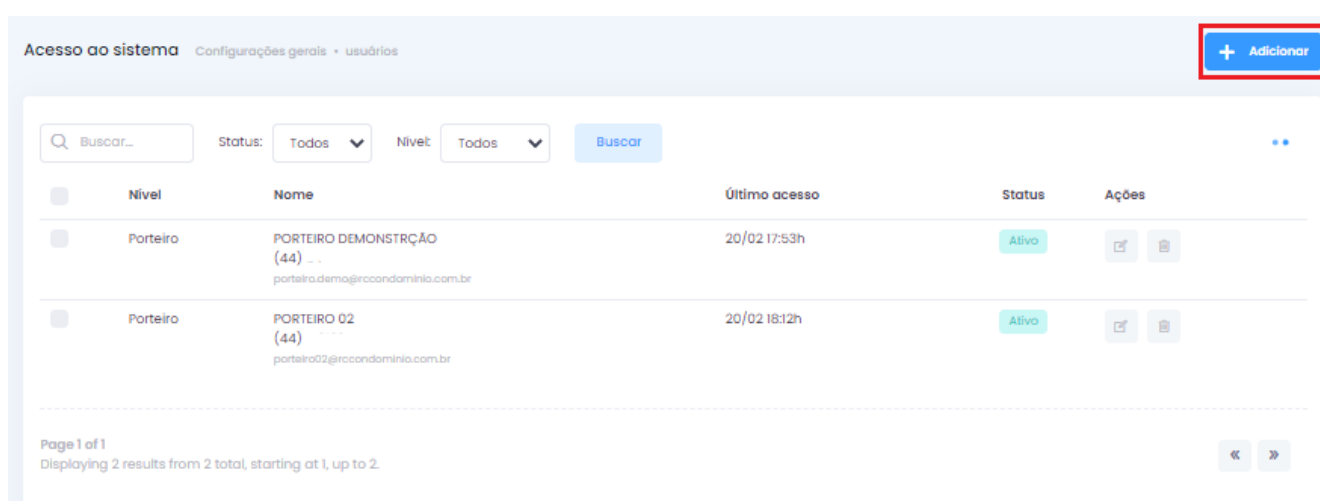 Acesso ao sistema Configurações gerais • usuários
+ Adicionar
Buscar... Status: Todos Nível: Todos Buscar
Nível Nome Último acesso Status Ações
Porteiro PORTEIRO DEMONSTRÇÃO 20/02 17:53h Ativo
(44)
porteiro.demo@rccondominio.com.br
Porteiro PORTEIRO 02 20/02 18:12h Ativo
(44)
porteiro02@rccondominio.com.br
Page 1 of 1
Displaying 2 results from 2 total, starting at 1, up to 2.
« »